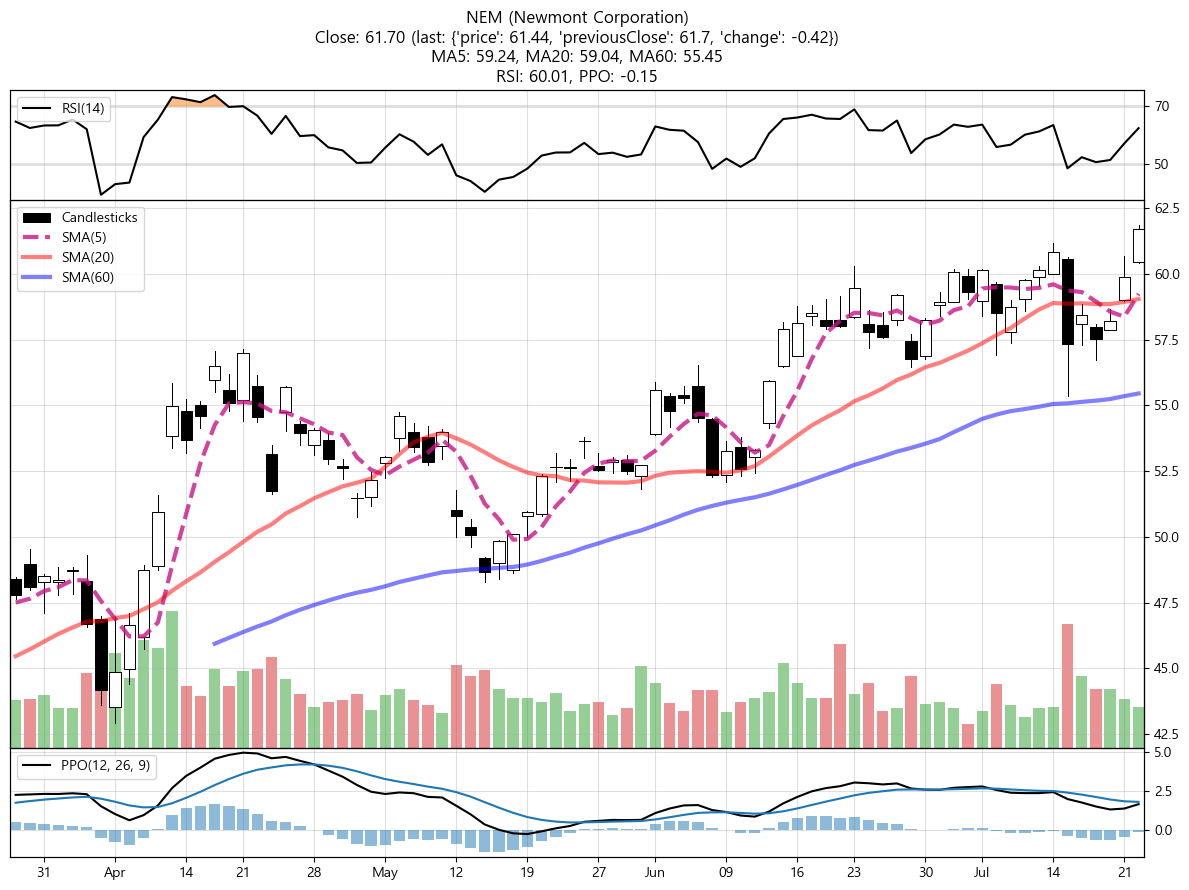 NEM (Newmont Corporation)
Close: 61.70 (last: {'price': 61.44, 'previousClose': 61.7, 'change': -0.42})
MA5: 59.24, MA20: 59.04, MA60: 55.45
RSI: 60.01, PPO: -0.15
RSI(14)
70
50
Candlesticks
SMA(5)
SMA(20)
SMA(60)
62.5
60.0
57.5
55.0
52.5
50.0
47.5
45.0
42.5
PPO(12, 26, 9)
5.0
2.5
0.0
31 Apr 14 21 28 May 12 19 27 Jun 09 16 23 30 Jul 14 21